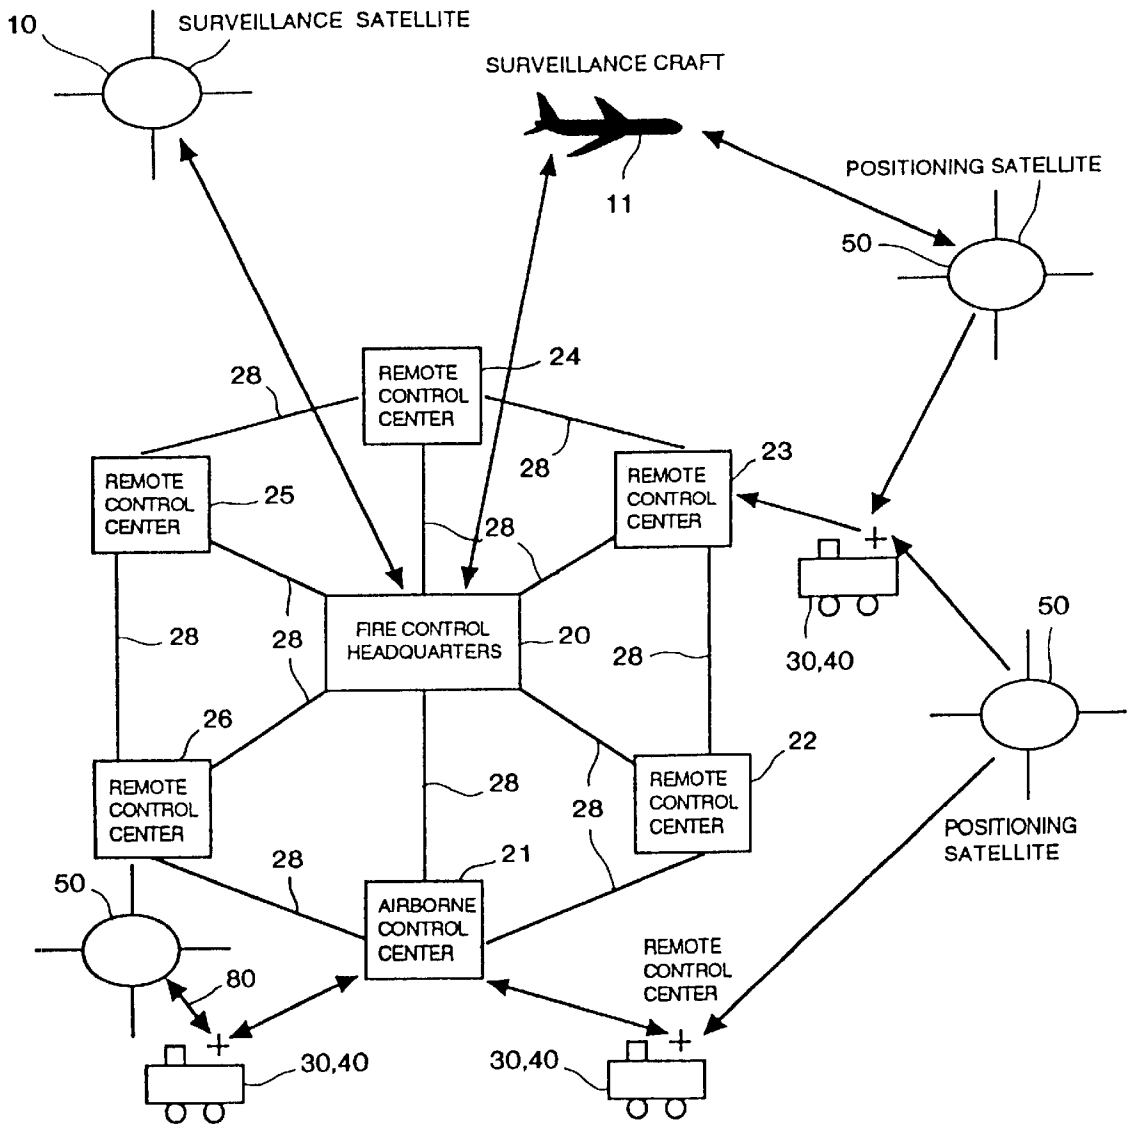 10
SURVEILLANCE SATELLITE
SURVEILLANCE CRAFT
11
POSITIONING SATELLITE
50
24
REMOTE
CONTROL
CENTER
28
28
23
REMOTE
CONTROL
CENTER
25
REMOTE
CONTROL
CENTER
28
FIRE CONTROL
HEADQUARTERS
20
28
28
28
30,40
50
26
REMOTE
CONTROL
CENTER
22
REMOTE
CONTROL
CENTER
28
28
POSITIONING
SATELLITE
28
21
AIRBORNE
CONTROL
CENTER
50
80
REMOTE
CONTROL
CENTER
30,40
30,40